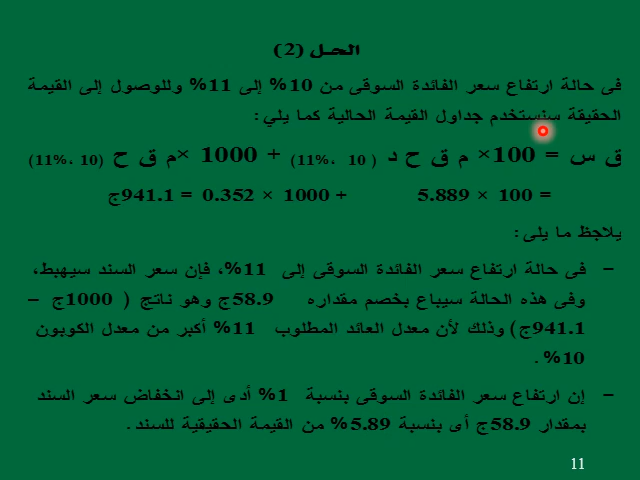 الحـل (2)
فى حالة ارتفاع سعر الفائدة السوقى من 10% إلى 11% وللوصول إلى القيمة
الحقيقة سنستخدم جداول القيمة الحالية كما يلي:
ق س = 100× م ق ح د ( 10 ،11%) + 1000 ×م ق ح (10 ،11%)
= 100 × 5.889 + 1000 × 0.352 = 941.1ج
يلاجظ ما يلى:
– فى حالة ارتفاع سعر الفائدة السوقى إلى 11%، فإن سعر السند سيهبط،
وفى هذه الحالة سيباع بخصم مقداره 58.9ج وهو ناتج ( 1000ج –
941.1ج) وذلك لأن معدل العائد المطلوب 11% أكبر من معدل الكوبون
10%.
– إن ارتفاع سعر الفائدة السوقى بنسبة 1% أدى إلى انخفاض سعر السند
بمقدار 58.9ج أى بنسبة 5.89% من القيمة الحقيقية للسند.
11